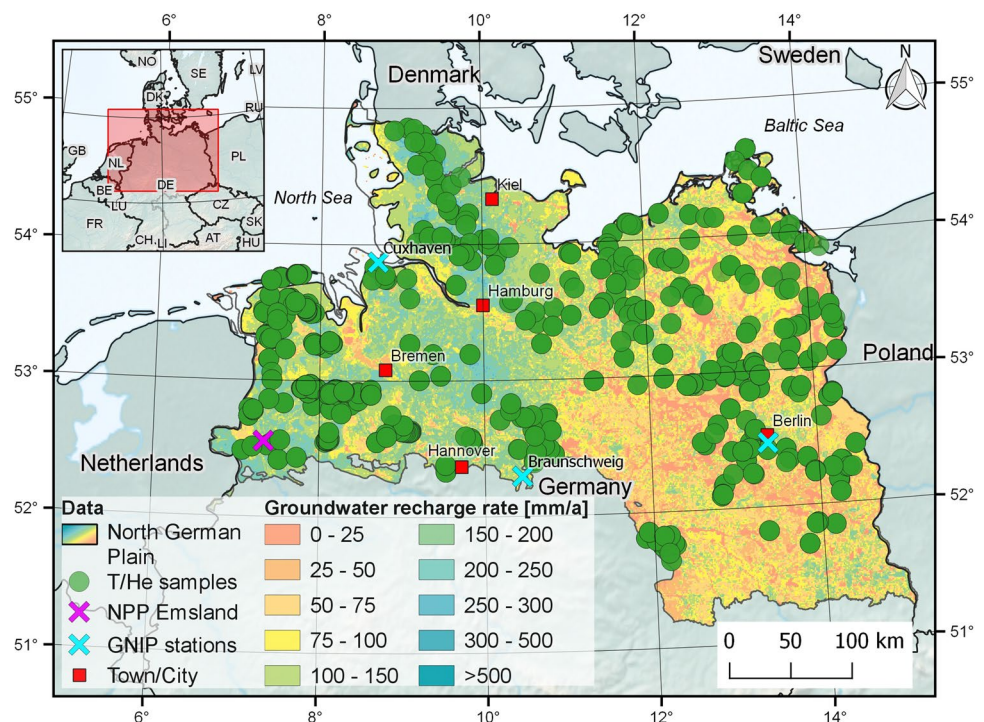 6° 8° 10° 12° 14°
NO
SE
LV
DK
RU
GB
NL
PL
BE
DE
LU
CZ
FR
SK
CH
LI
AT
HU
Denmark
Sweden
N
55°
55°
Baltic Sea
North Sea
Kiel
54°
54°
Cuxhaven
Hamburg
53°
Bremen
Poland
53°
Berlin
Hannover
Netherlands
Braunschweig
Germany
52°
52°
Data
North German
Plain
T/He samples
NPP Emsland
GNIP stations
Town/City
Groundwater recharge rate [mm/a]
0 - 25
25 - 50
50 - 75
75 - 100
100 - 150
150 - 200
200 - 250
250 - 300
300 - 500
>500
0 50 100 km
51°
51°
6° 8° 10° 12° 14°